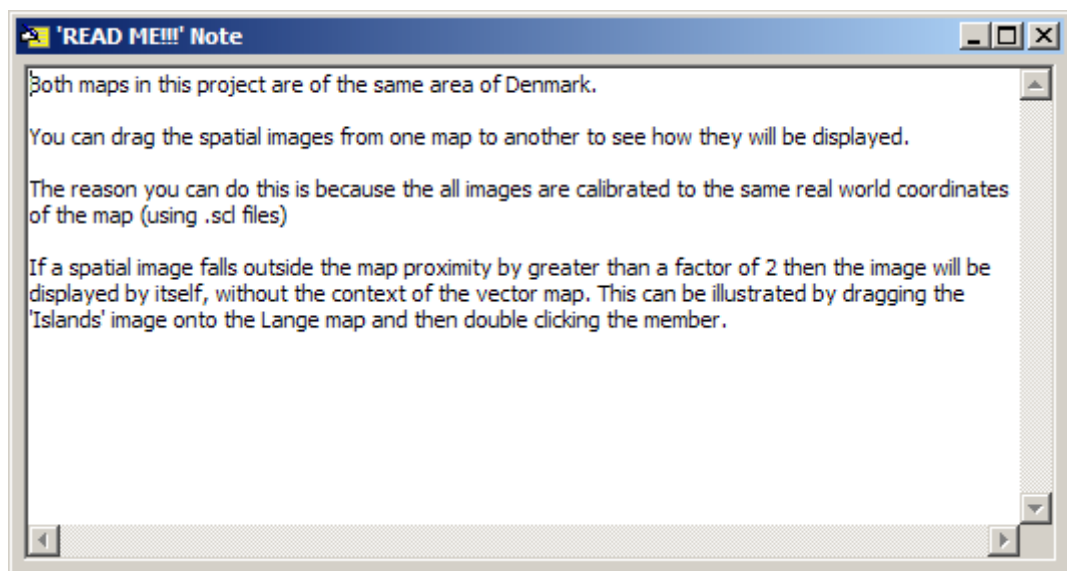 'READ ME!!!' Note
Both maps in this project are of the same area of Denmark.
You can drag the spatial images from one map to another to see how they will be displayed.
The reason you can do this is because the all images are calibrated to the same real world coordinates
of the map (using .scl files)
If a spatial image falls outside the map proximity by greater than a factor of 2 then the image will be
displayed by itself, without the context of the vector map. This can be illustrated by dragging the
'Islands' image onto the Lange map and then double clicking the member.